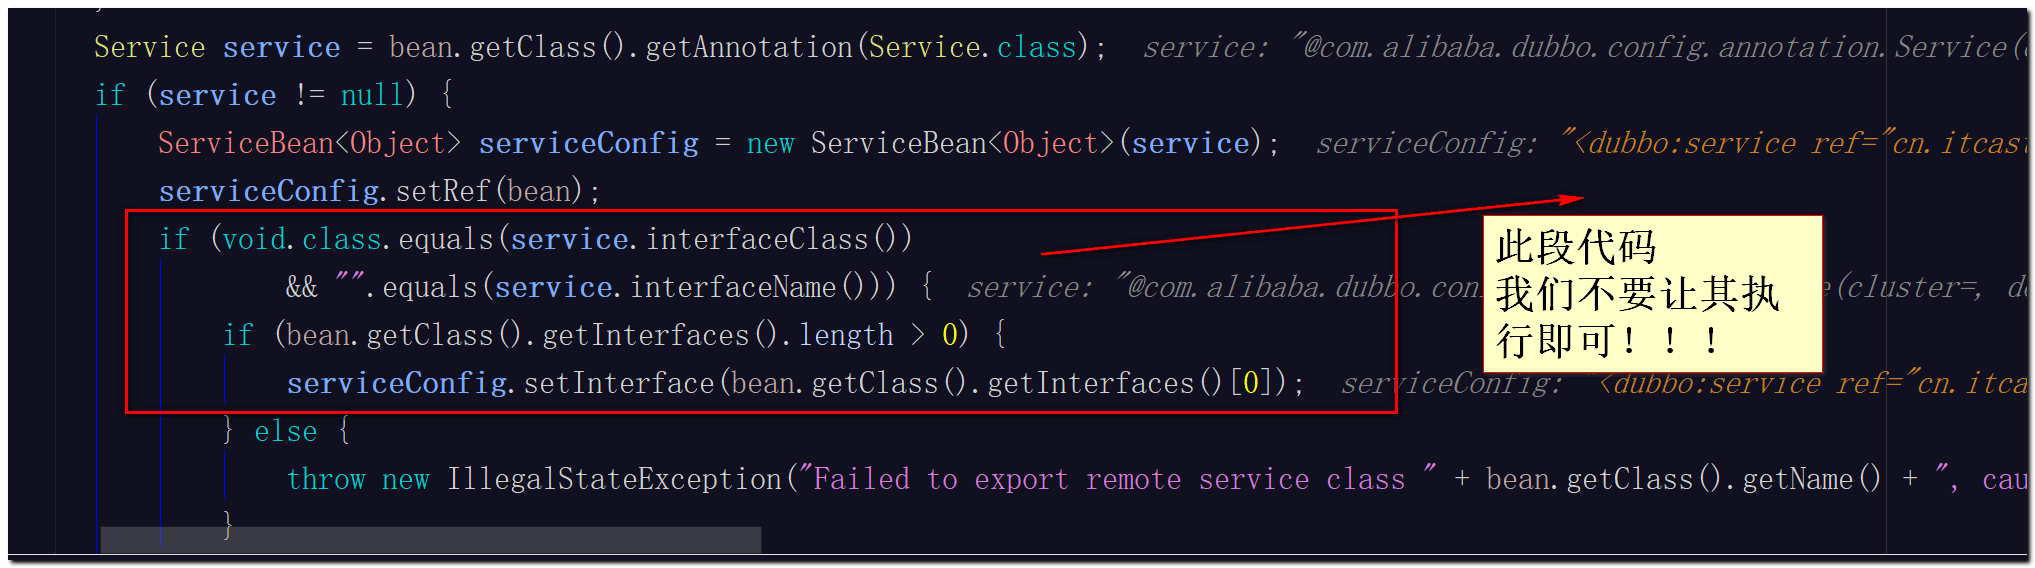 Service service = bean.getClass().getAnnotation(Service.class);  service: "@com.alibaba.dubbo.config.annotation.Service(
if (service != null) {
ServiceBean<Object> serviceConfig = new ServiceBean<Object>(service);  serviceConfig: "<dubbo:service ref="cn.itcast
serviceConfig.setRef(bean);
if (void.class.equals(service.interfaceClass())
&& "".equals(service.interfaceName())) {  service: "@com.alibaba.dubbo.con (cluster=, de
if (bean.getClass().getInterfaces().length > 0) {
serviceConfig.setInterface(bean.getClass().getInterfaces()[0]);  serviceConfig: "<dubbo:service ref="cn.itca
} else {
throw new IllegalStateException("Failed to export remote service class " + bean.getClass().getName() + ", cau
}
此段代码
我们不要让其执
行即可！！！